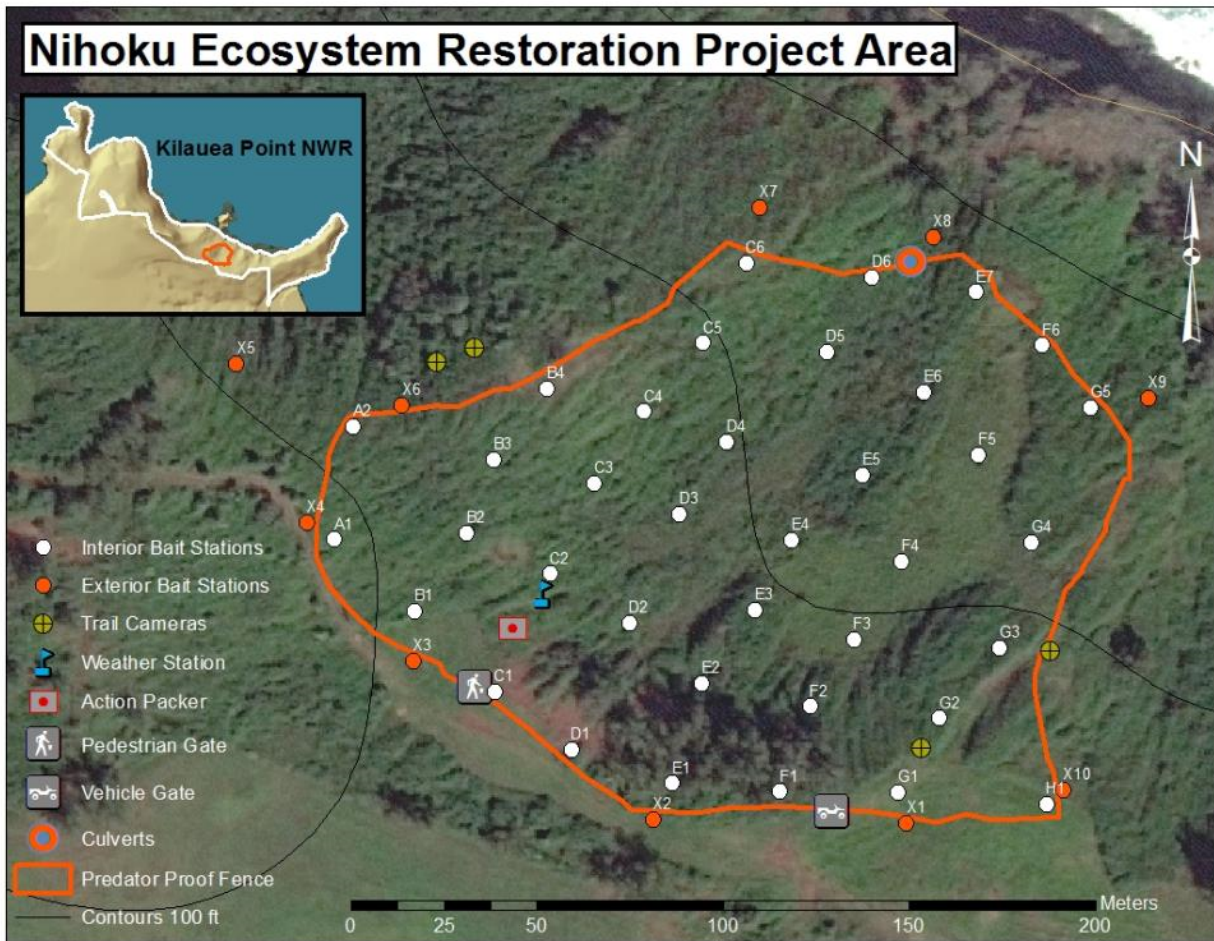 Nihoku Ecosystem Restoration Project Area
Kilauea Point NWR
N
X7
X8
C6
D6
E7
F6
C5
D5
X5
X6
B4
E6
X9
G5
A2
C4
D4
B3
F5
C3
E5
D3
X4
A1
B2
E4
G4
F4
C2
B1
D2
E3
F3
G3
X3
E2
C1
F2
G2
D1
E1
F1
G1
X10
H1
X2
X1
Interior Bait Stations
Exterior Bait Stations
Trail Cameras
Weather Station
Action Packer
Pedestrian Gate
Vehicle Gate
Culverts
Predator Proof Fence
Contours 100 ft
Meters
0 25 50 100 150 200